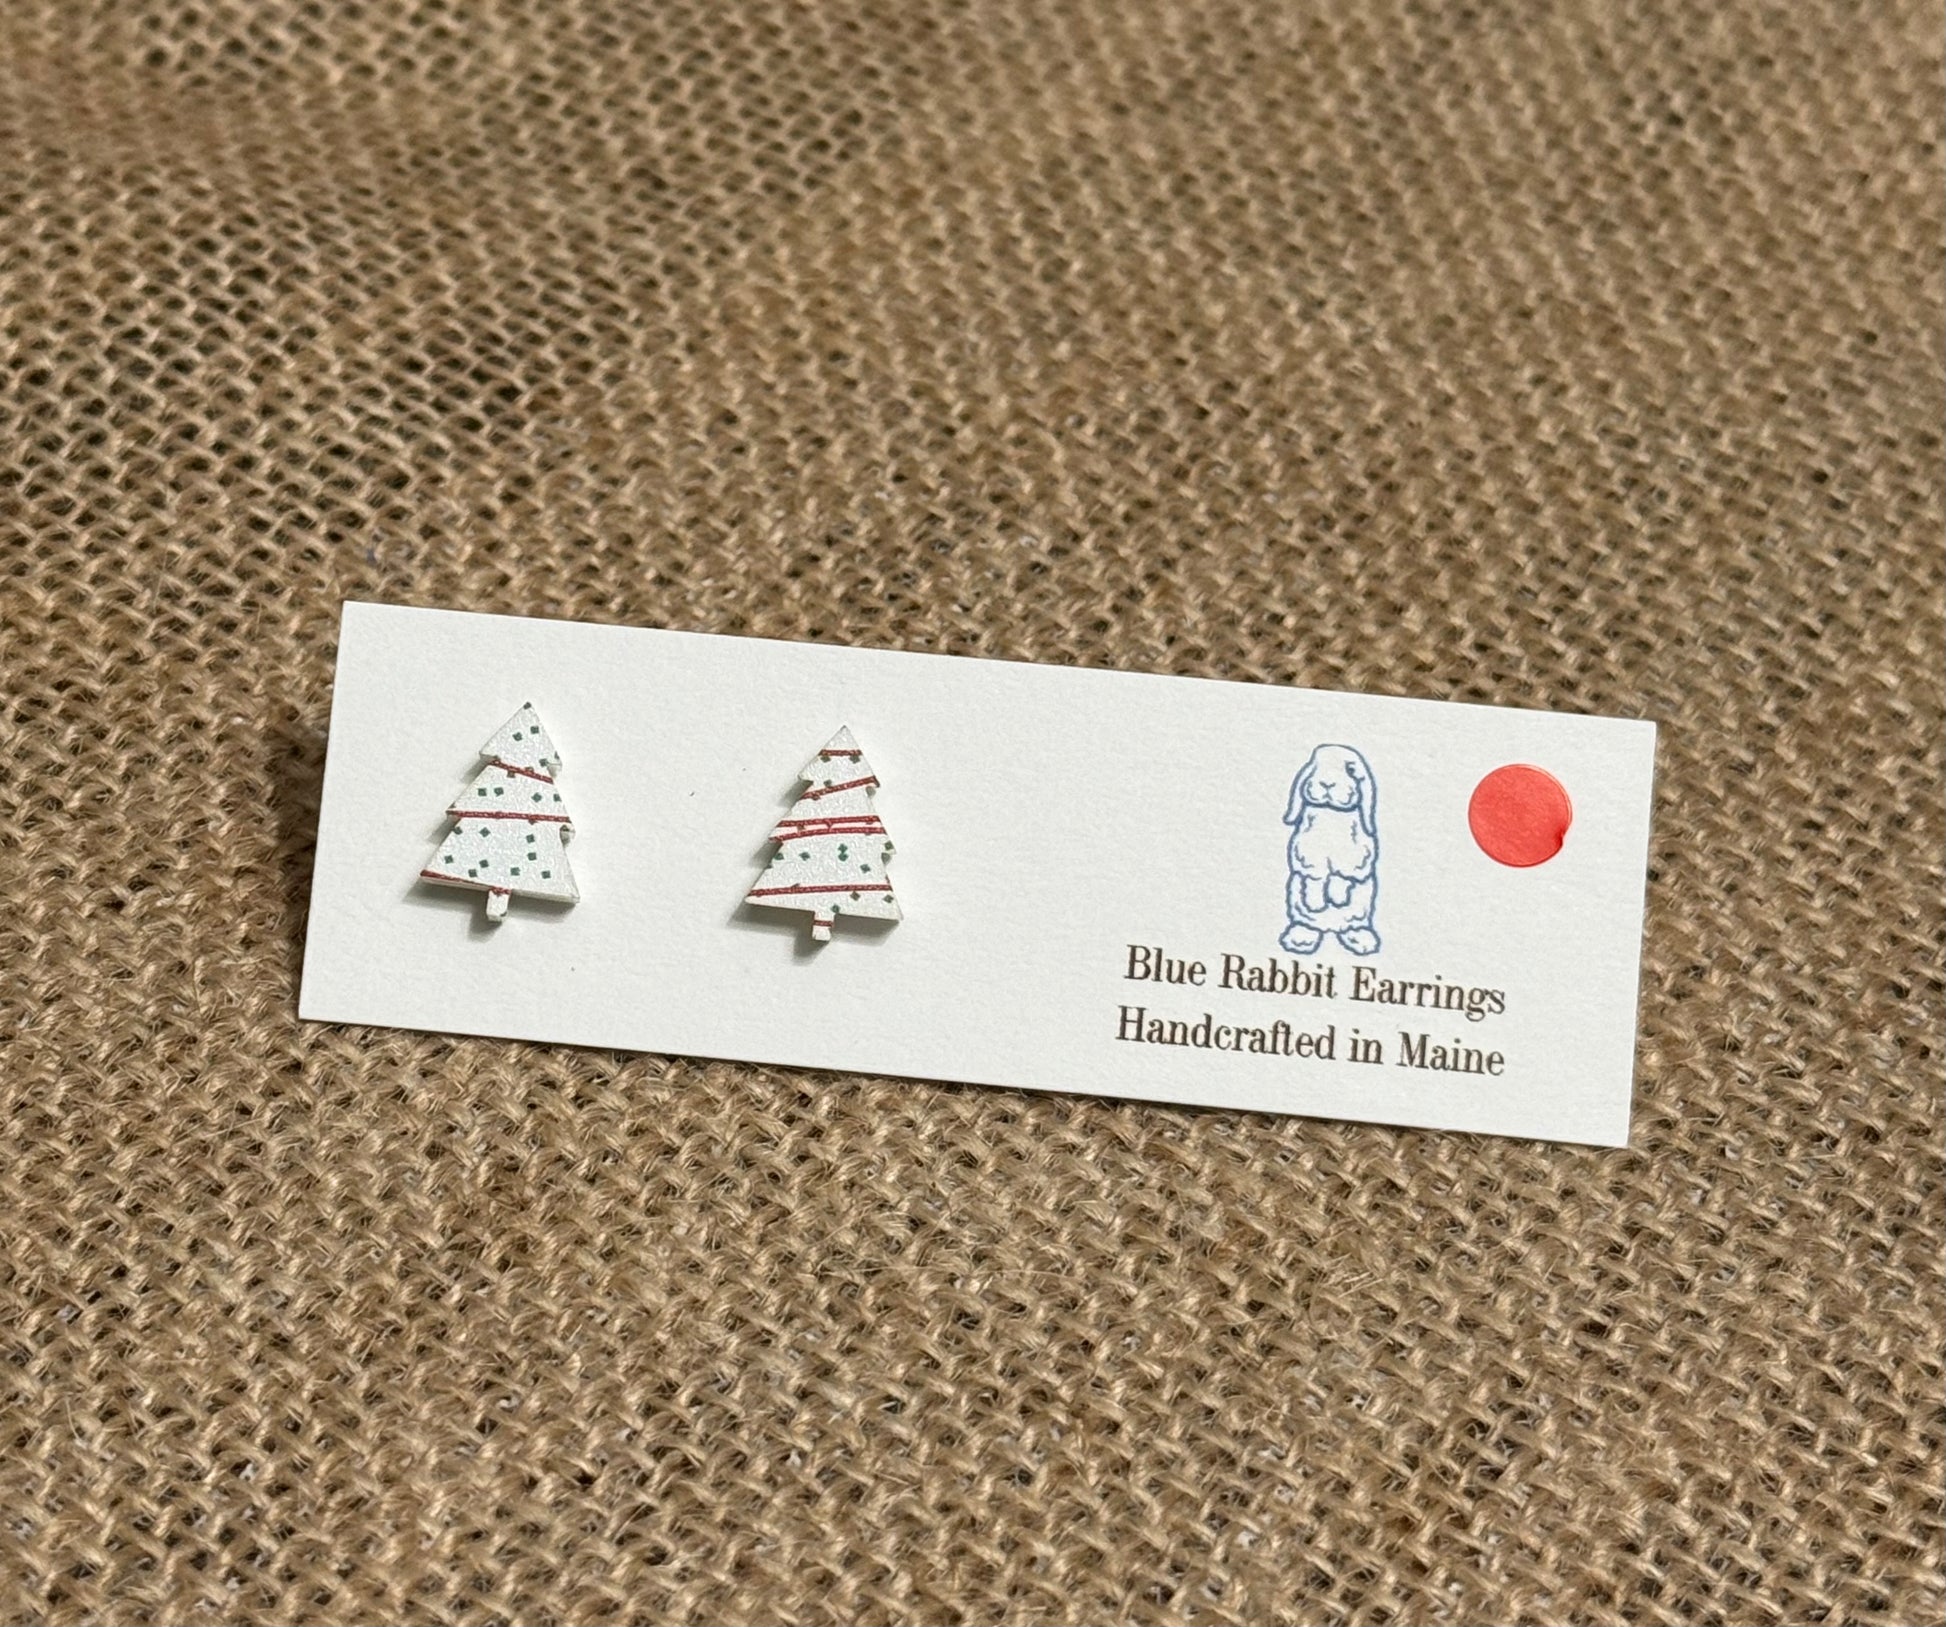 Blue Rabbit Earrings
Handcrafted in Maine